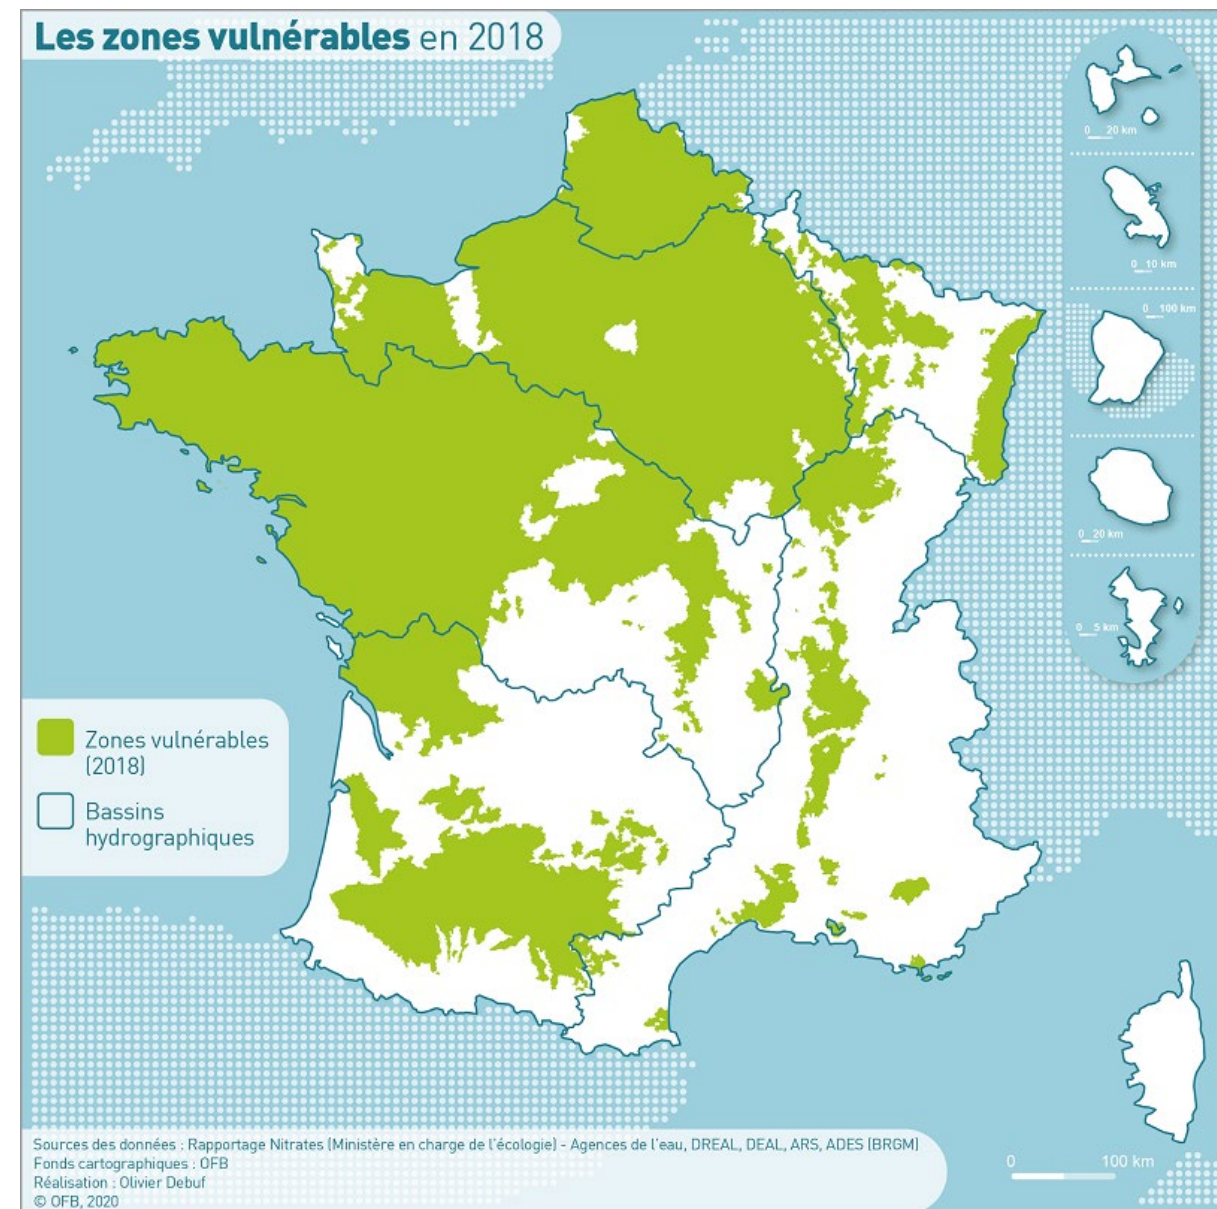 Les zones vulnérables en 2018
0 20 km
0 10 km
0 100 km
0 20 km
0 5 km
Zones vulnérables
(2018)
Bassins
hydrographiques
Sources des données : Rapportage Nitrates (Ministère en charge de l'écologie) - Agences de l'eau, DREAL, DEAL, ARS, ADES (BRGM)
Fonds cartographiques : OFB
Réalisation : Olivier Debuf
© OFB, 2020
0 100 km